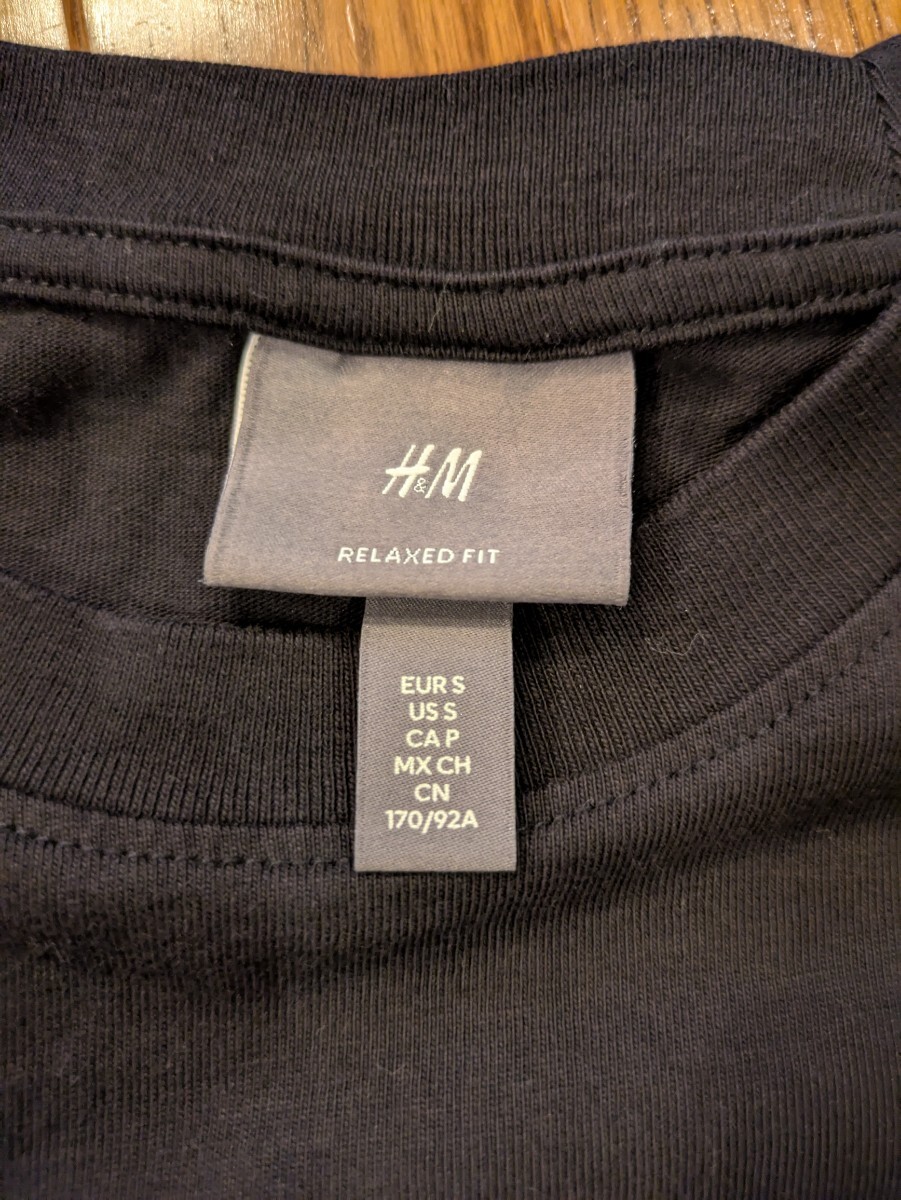 H&M
RELAXED FIT
EUR S
US S
CA P
MX CH
CN
170/92A